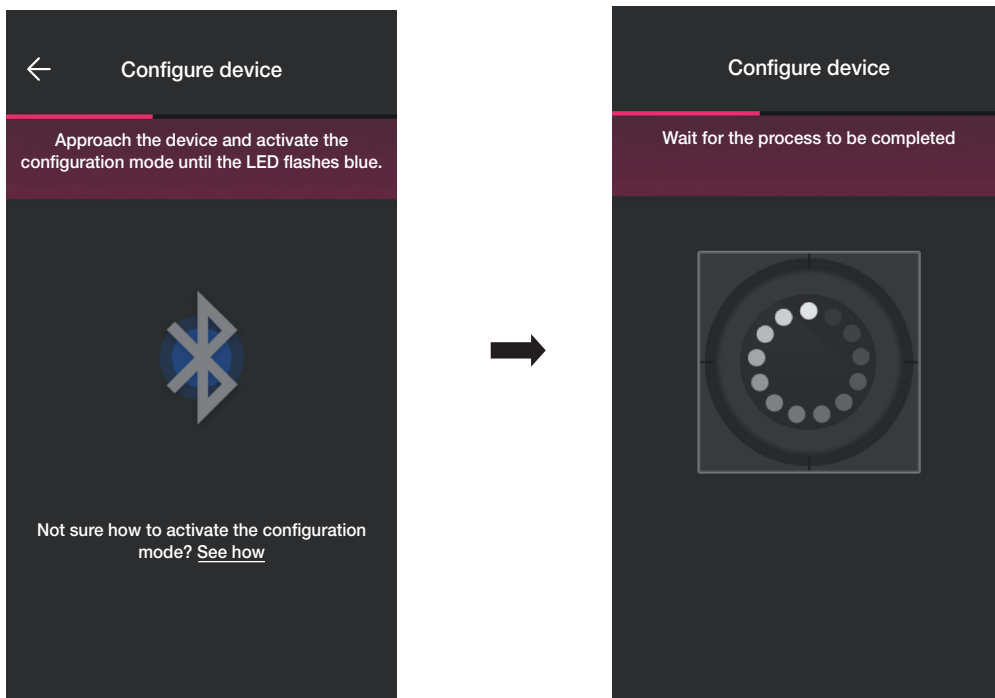 Configure device
Approach the device and activate the
configuration mode until the LED flashes blue.
Not sure how to activate the configuration
mode? See how
Configure device
Wait for the process to be completed